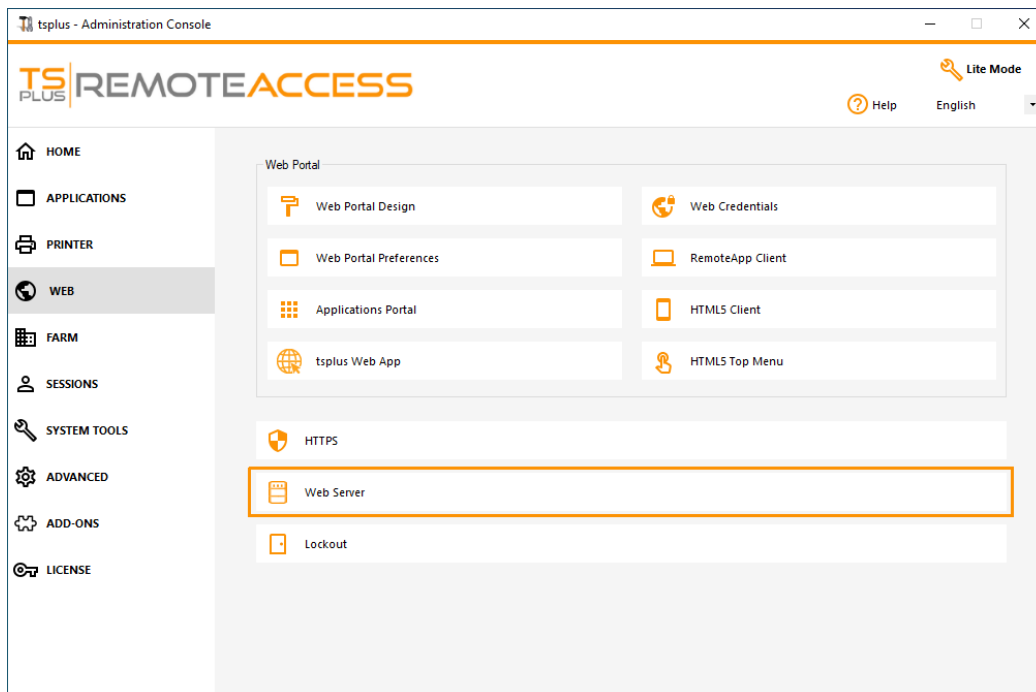 tsplus - Administration Console
TS PLUS REMOTEACCESS
Lite Mode
Help
English
HOME
APPLICATIONS
PRINTER
WEB
FARM
SESSIONS
SYSTEM TOOLS
ADVANCED
ADD-ONS
LICENSE
Web Portal
Web Portal Design
Web Credentials
Web Portal Preferences
RemoteApp Client
Applications Portal
HTML5 Client
tsplus Web App
HTML5 Top Menu
HTTPS
Web Server
Lockout